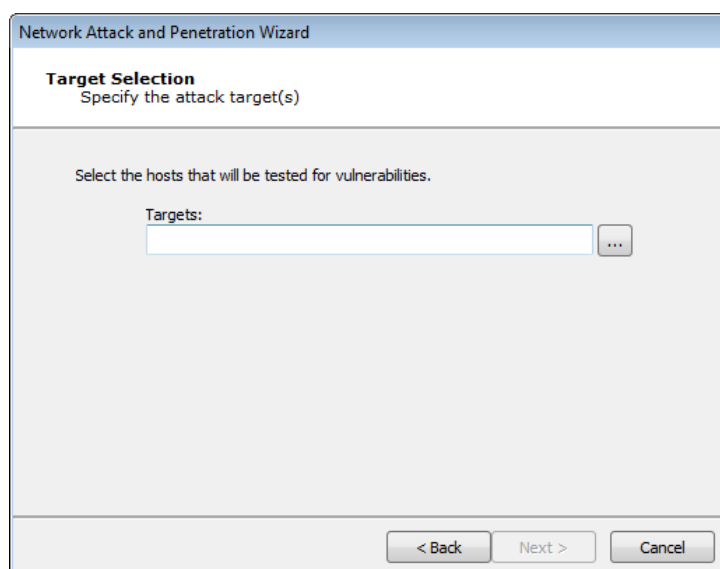 Network Attack and Penetration Wizard
Target Selection
Specify the attack target(s)
Select the hosts that will be tested for vulnerabilities.
Targets:
...
< Back Next > Cancel